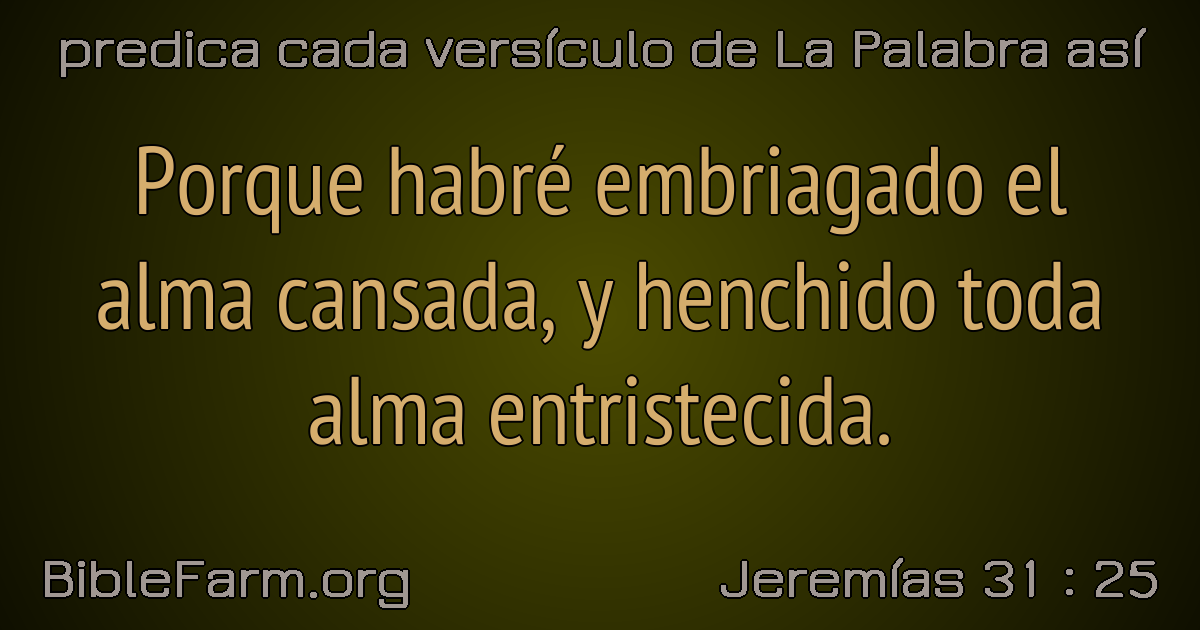 predica cada versículo de La Palabra así
Porque habré embriagado el
alma cansada, y henchido toda
alma entristecida.
BibleFarm.org
Jeremías 31 : 25